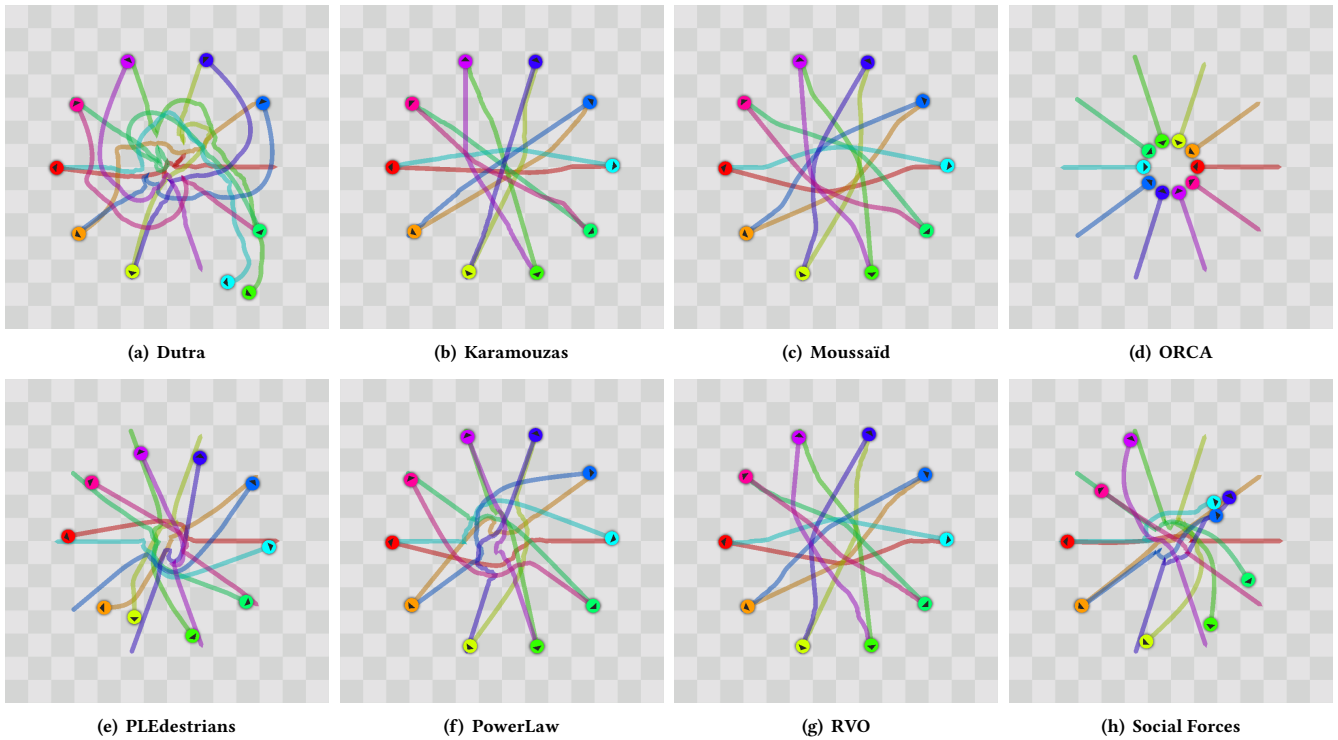 (a) Dutra
(b) Karamouzas
(c) Moussaïd
(d) ORCA
(e) PLEdestrians
(f) PowerLaw
(g) RVO
(h) Social Forces